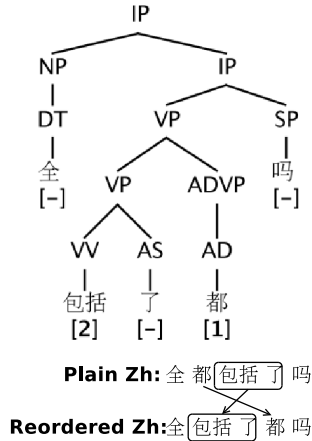 IP
NP IP
DT VP SP
全 VP ADVP 吗
[-] [-]
VV AS AD
包括 了 都
[2] [-] [1]
Plain Zh: 全 都 包括 了 吗
Reordered Zh:全 包括 了 都 吗